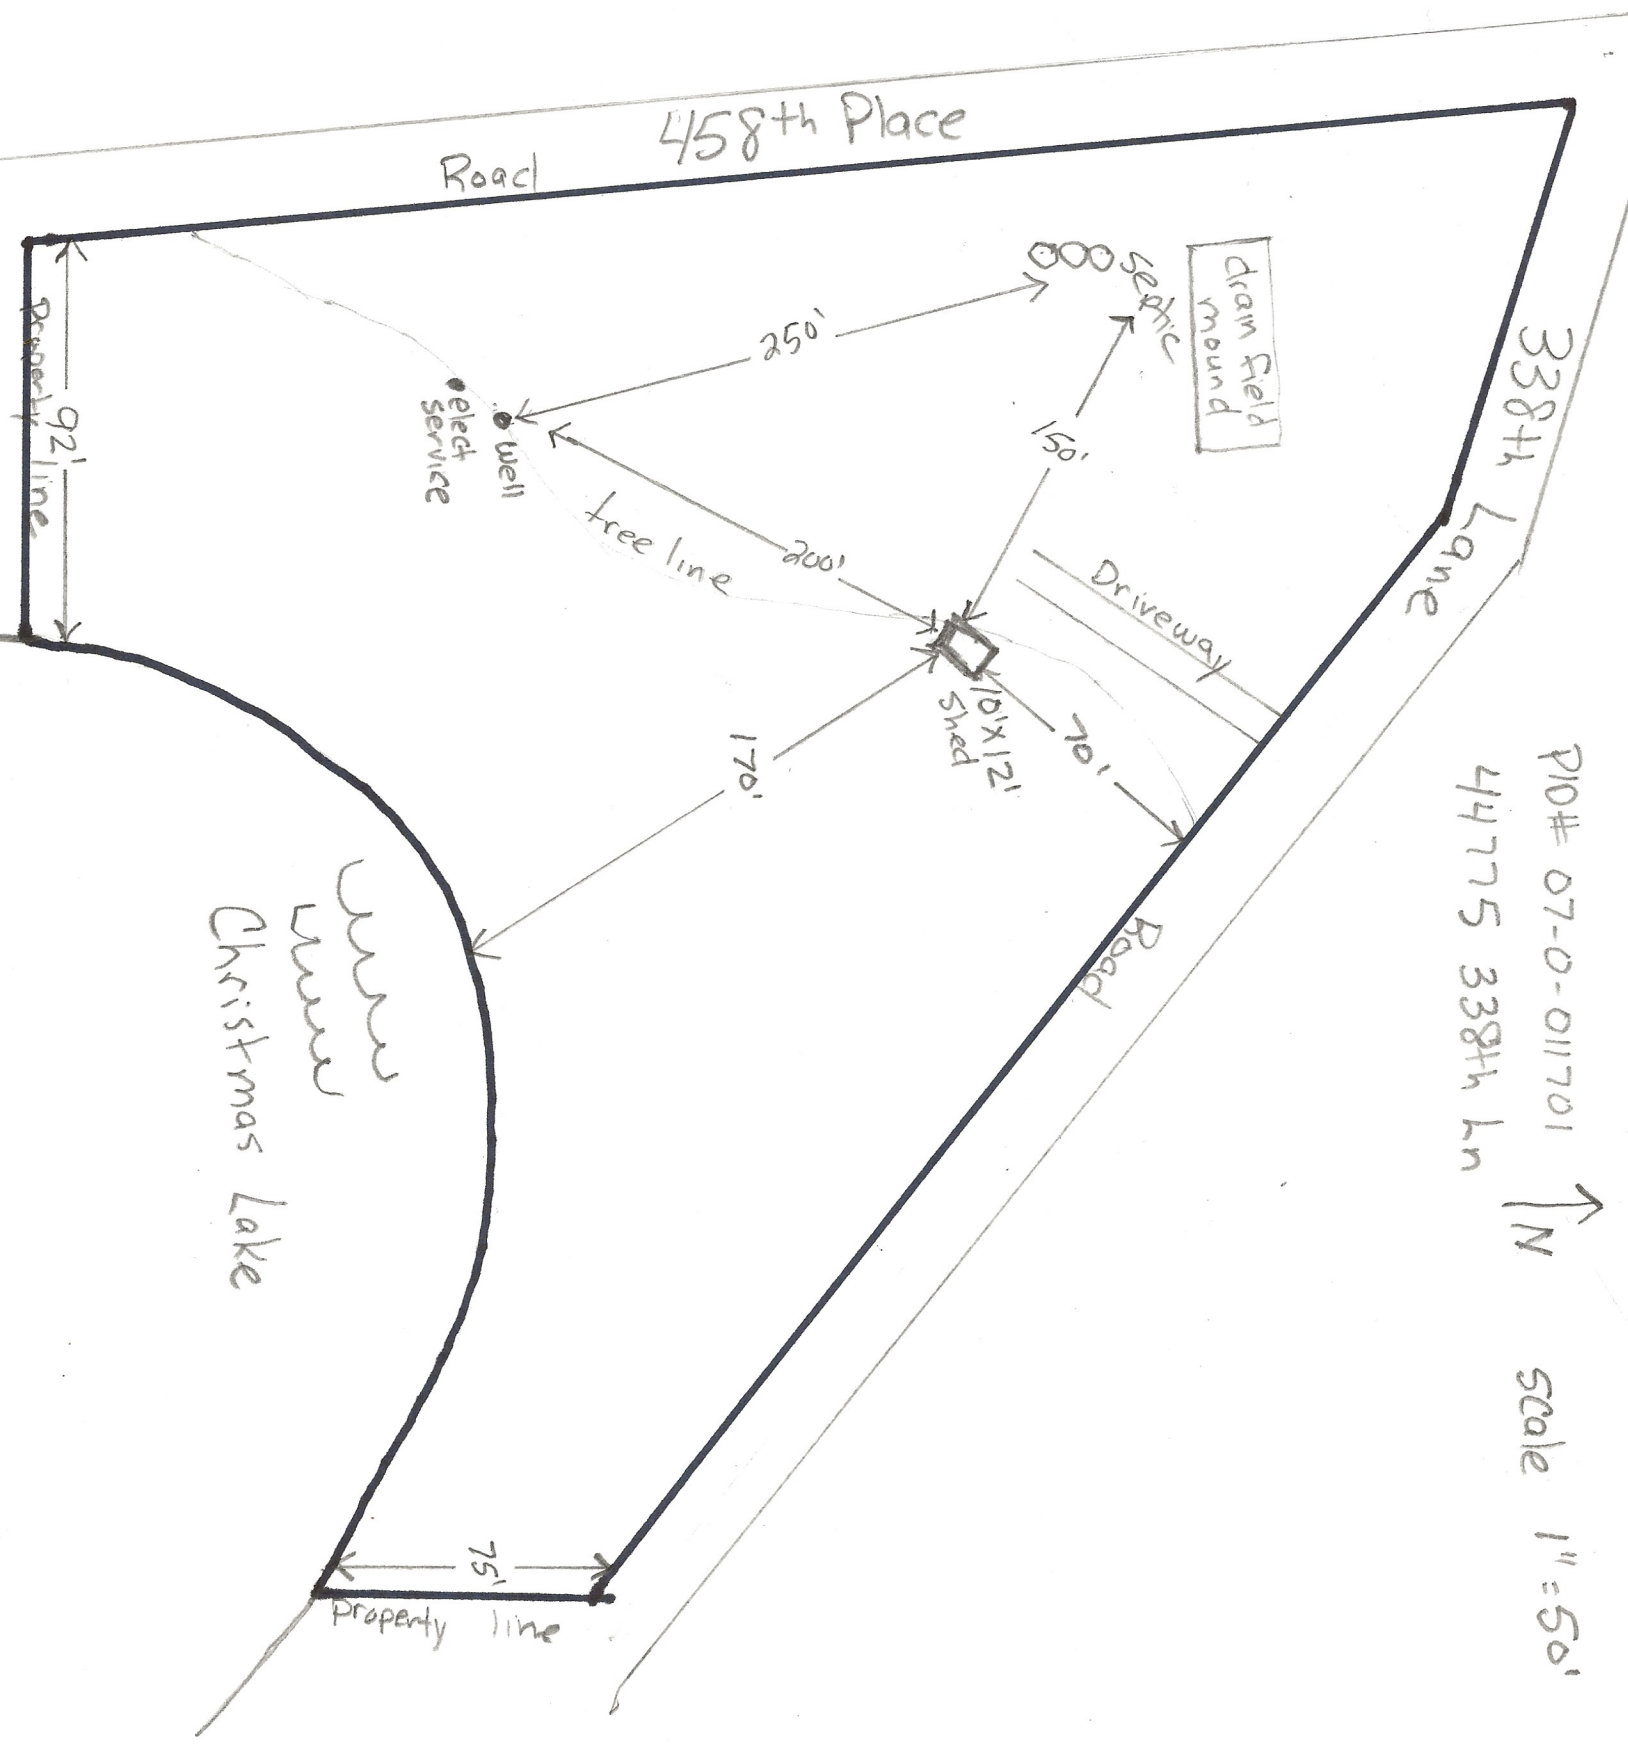 458th Place
Road
338th Lane
PID# 07-0-011701
44775 338th Ln
N
Scale 1"=50'
drain field
mound
septic
250'
150'
Driveway
elect
service
well
tree line
200'
10'x12'
shed
70'
170'
Road
92'
Property line
Christmas Lake
75'
property line